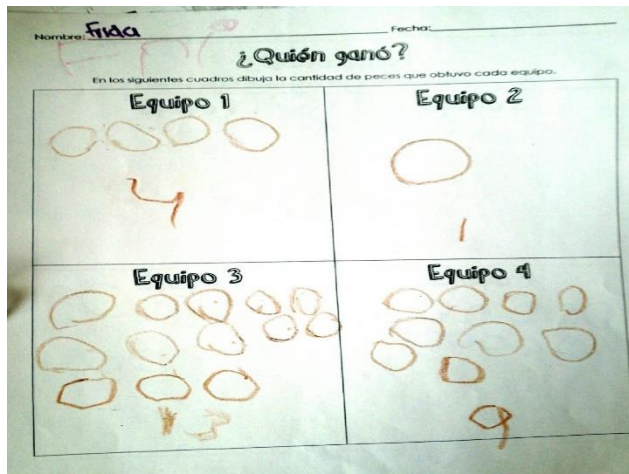 Nombre: Frida Fecha:
¿Quién ganó?
En los siguientes cuadros dibuja la cantidad de peces que obtuvo cada equipo.
Equipo 1
4
Equipo 2
1
Equipo 3
13
Equipo 4
9